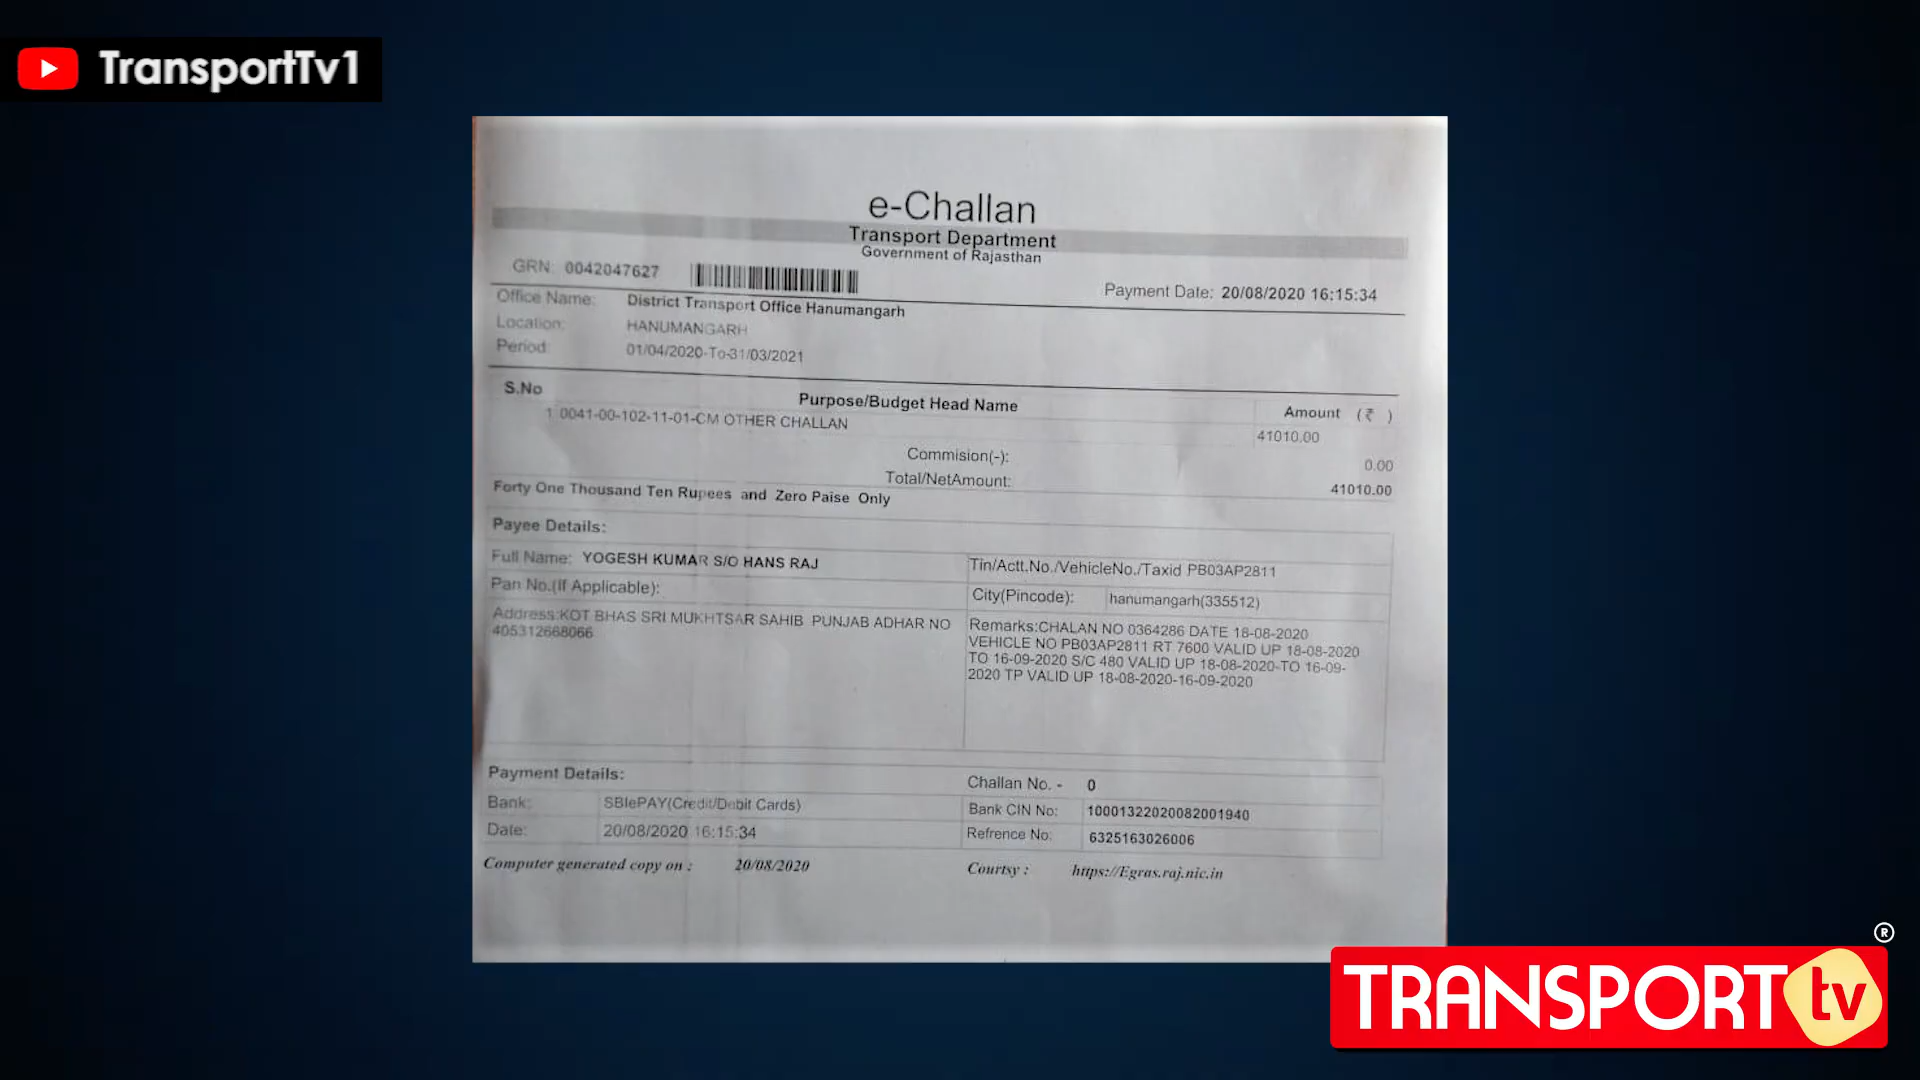 TransportTv1
e-Challan
Transport Department
Government of Rajasthan
GRN: 0042047627
Payment Date: 20/08/2020 16:15:34
Office Name: District Transport Office Hanumangarh
Location: HANUMANGARH
Period: 01/04/2020-To-31/03/2021
S.No Purpose/Budget Head Name Amount (₹ )
1 0041-00-102-11-01-CM OTHER CHALLAN 41010.00
Commision(-): 0.00
Total/NetAmount: 41010.00
Forty One Thousand Ten Rupees and Zero Paise Only
Payee Details:
Full Name: YOGESH KUMAR S/O HANS RAJ
Tin/Actt.No./VehicleNo./Taxid PB03AP2811
Pan No.(If Applicable):
City(Pincode): hanumangarh(335512)
Address:KOT BHAS SRI MUKHTSAR SAHIB PUNJAB ADHAR NO
405312668066
Remarks:CHALAN NO 0364286 DATE 18-08-2020
VEHICLE NO PB03AP2811 RT 7600 VALID UP 18-08-2020
TO 16-09-2020 S/C 480 VALID UP 18-08-2020-TO 16-09-
2020 TP VALID UP 18-08-2020-16-09-2020
Payment Details:
Challan No. - 0
Bank: SBIePAY(Credit/Debit Cards)
Bank CIN No: 10001322020082001940
Date: 20/08/2020 16:15:34
Refrence No: 6325163026006
Computer generated copy on : 20/08/2020
Courtsy : https://Egras.raj.nic.in
TRANSPORT tv ®